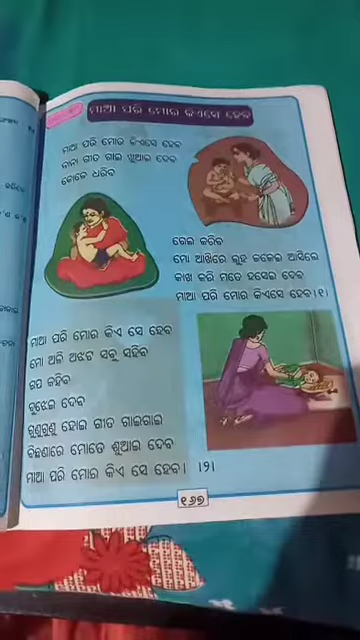 ମାଆ ପରି ମୋର କିଏସେ ହେବ
ମାଆ ପରି ମୋର କିଏସେ ହେବ
ନାନା ଗୀତ ଗାଇ ଖୁଆଇ ଦେବ
କୋଳେ ଧରିବ
ଗେଲ କରିବ
ମୋ ଆଖିରେ ଲୁହ ଜକେଇ ଆସିଲେ
କାଖ କରି ମତେ ହସେଇ ଦେବ
ମାଆ ପରି ମୋର କିଏସେ ହେବ।୧।
ମାଆ ପରି ମୋର କିଏ ସେ ହେବ
ମୋ ଅଳି ଅଝଟ ସବୁ ସହିବ
ଗପ କହିବ
ବୁଝେଇ ଦେବ
ଗୁଣୁଗୁଣୁ ହୋଇ ଗୀତ ଗାଇଗାଇ
ବିଛଣାରେ ମୋତେ ଶୁଆଇ ଦେବ
ମାଆ ପରି ମୋର କିଏ ସେ ହେବ। ।୨।
୧୬୭